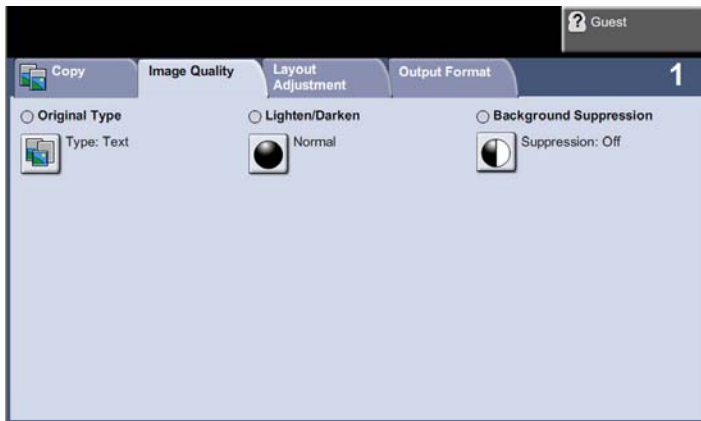 ? Guest
Copy
Image Quality
Layout
Adjustment
Output Format
1
Original Type
Lighten/Darken
Background Suppression
Type: Text
Normal
Suppression: Off